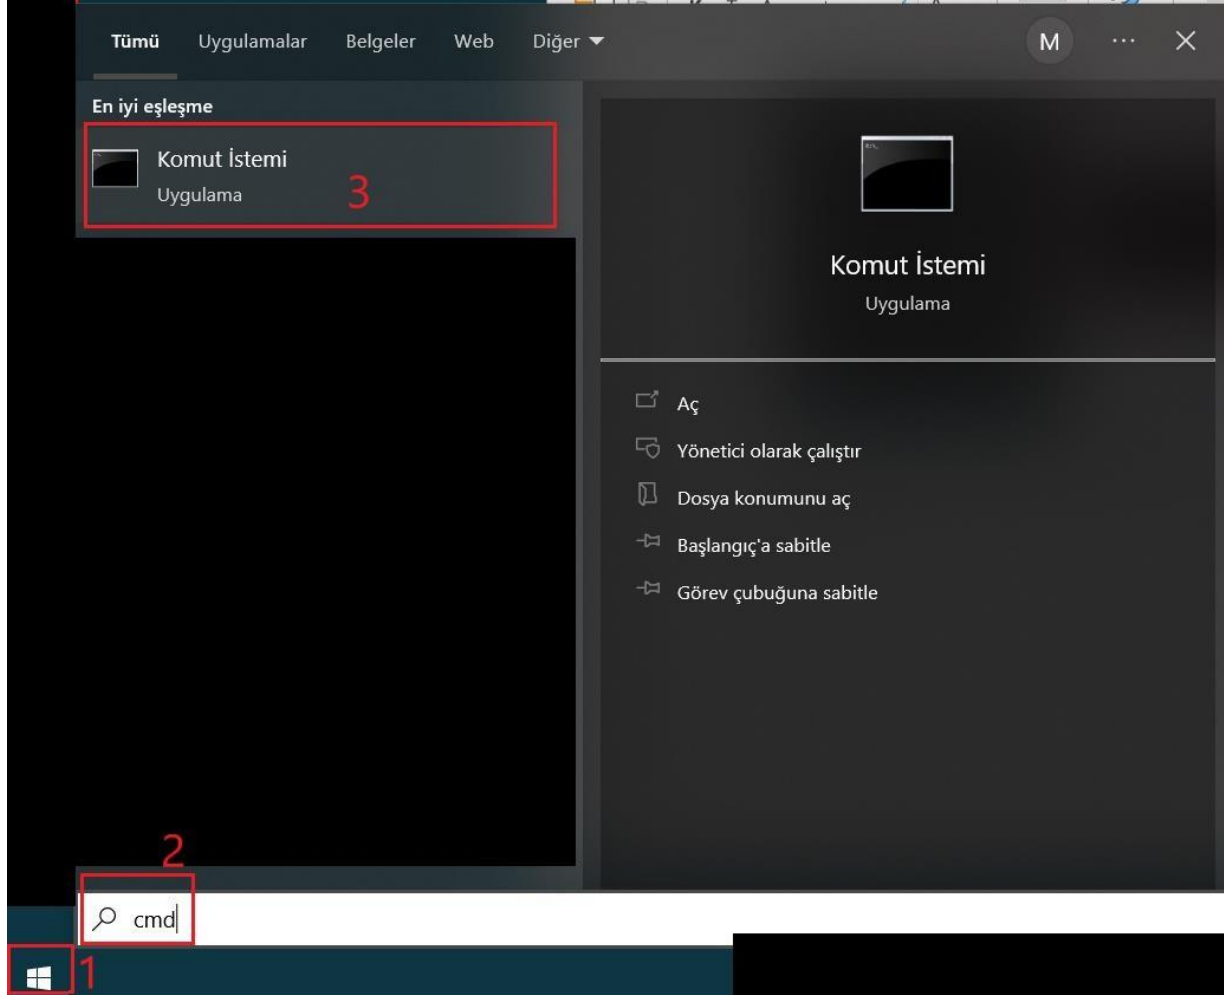 Tümü Uygulamalar Belgeler Web Diğer M ...
En iyi eşleşme
Komut İstemi
Uygulama
3
Komut İstemi
Uygulama
Aç
Yönetici olarak çalıştır
Dosya konumunu aç
Başlangıç'a sabitle
Görev çubuğuna sabitle
2
cmd
1